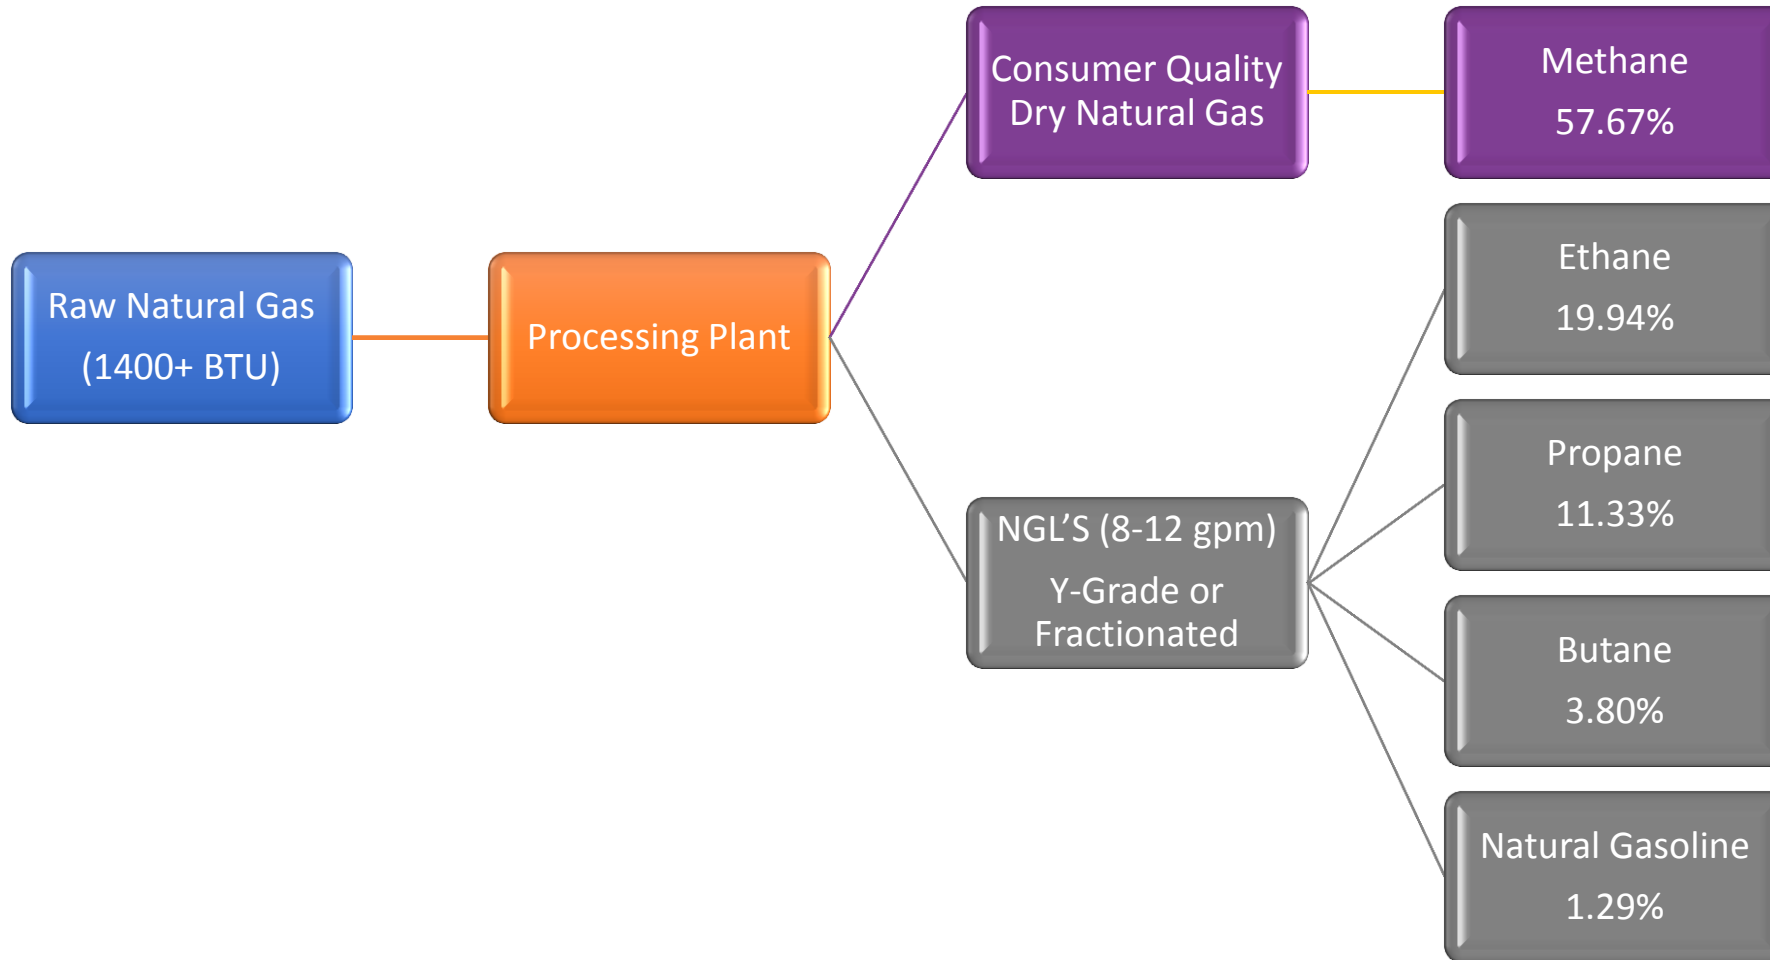 Raw Natural Gas
(1400+ BTU)
Processing Plant
Consumer Quality
Dry Natural Gas
NGL’S (8-12 gpm)
Y-Grade or
Fractionated
Methane
57.67%
Ethane
19.94%
Propane
11.33%
Butane
3.80%
Natural Gasoline
1.29%